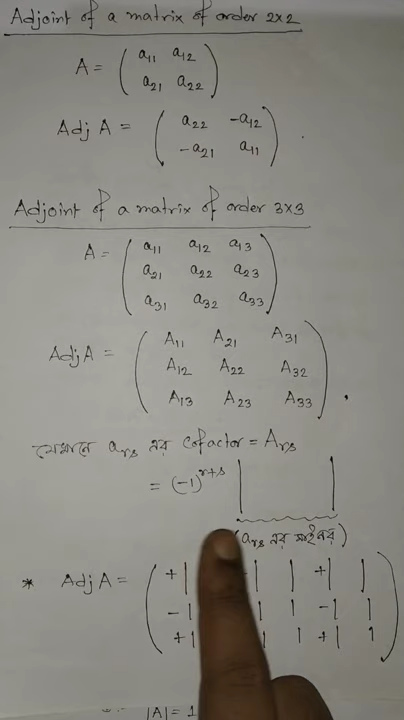 Adjoint of a matrix of order 2x2
A = ( a₁₁ a₁₂
a₂₁ a₂₂ )
Adj A = ( a₂₂ -a₁₂
-a₂₁ a₁₁ ) .
Adjoint of a matrix of order 3x3
A = ( a₁₁ a₁₂ a₁₃
a₂₁ a₂₂ a₂₃
a₃₁ a₃₂ a₃₃ )
Adj A = ( A₁₁ A₂₁ A₃₁
A₁₂ A₂₂ A₃₂
A₁₃ A₂₃ A₃₃ ) .
যেখানে aᵣₛ এর cofactor = Aᵣₛ
= (-1)ʳ⁺ˢ | |
(aᵣₛ এর মাইনর)
* Adj A = ( +| | | +| |
-| | | -| |
+| | | +| | )
|A| = 1